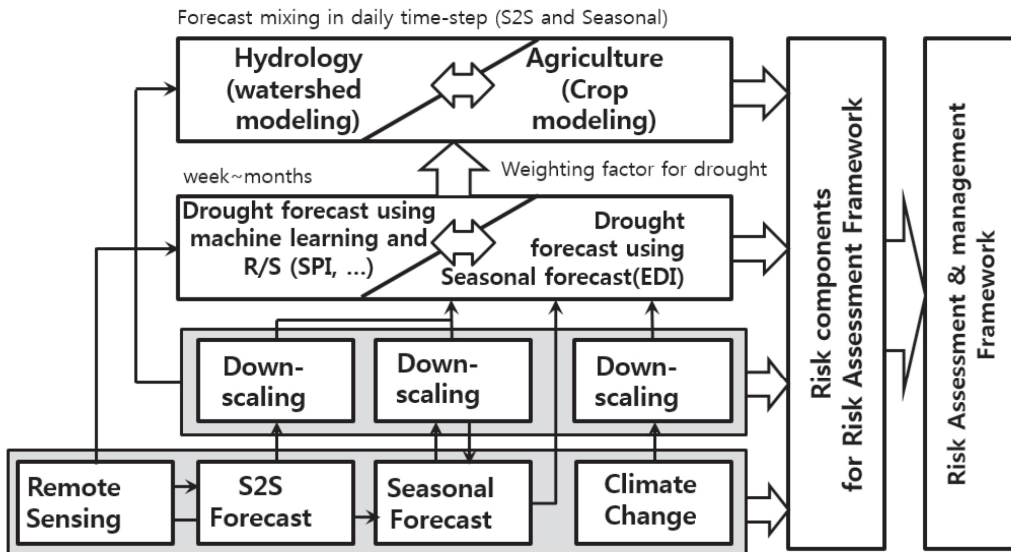 Forecast mixing in daily time-step (S2S and Seasonal)
Hydrology
(watershed
modeling)
Agriculture
(Crop
modeling)
week~months
Weighting factor for drought
Drought forecast using
machine learning and
R/S (SPI, ...)
Drought
forecast using
Seasonal forecast(EDI)
Down-
scaling
Down-
scaling
Down-
scaling
Remote
Sensing
S2S
Forecast
Seasonal
Forecast
Climate
Change
Risk components
for Risk Assessment Framework
Risk Assessment & management
Framework